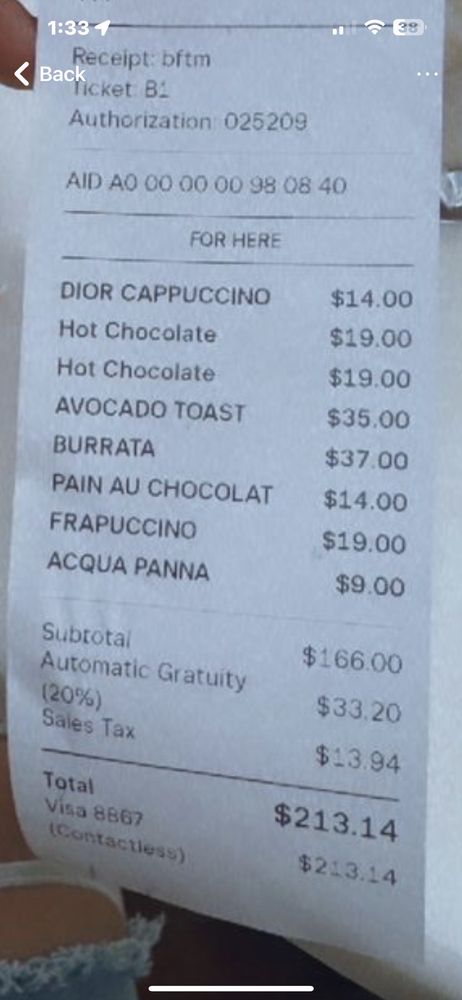 1:33
38
Back
Receipt: bftm
Ticket: B1
Authorization: 025209
AID A0 00 00 00 98 08 40
FOR HERE
DIOR CAPPUCCINO $14.00
Hot Chocolate $19.00
Hot Chocolate $19.00
AVOCADO TOAST $35.00
BURRATA $37.00
PAIN AU CHOCOLAT $14.00
FRAPUCCINO $19.00
ACQUA PANNA $9.00
Subtotal $166.00
Automatic Gratuity
(20%) $33.20
Sales Tax $13.94
Total $213.14
Visa 8867
(Contactless) $213.14